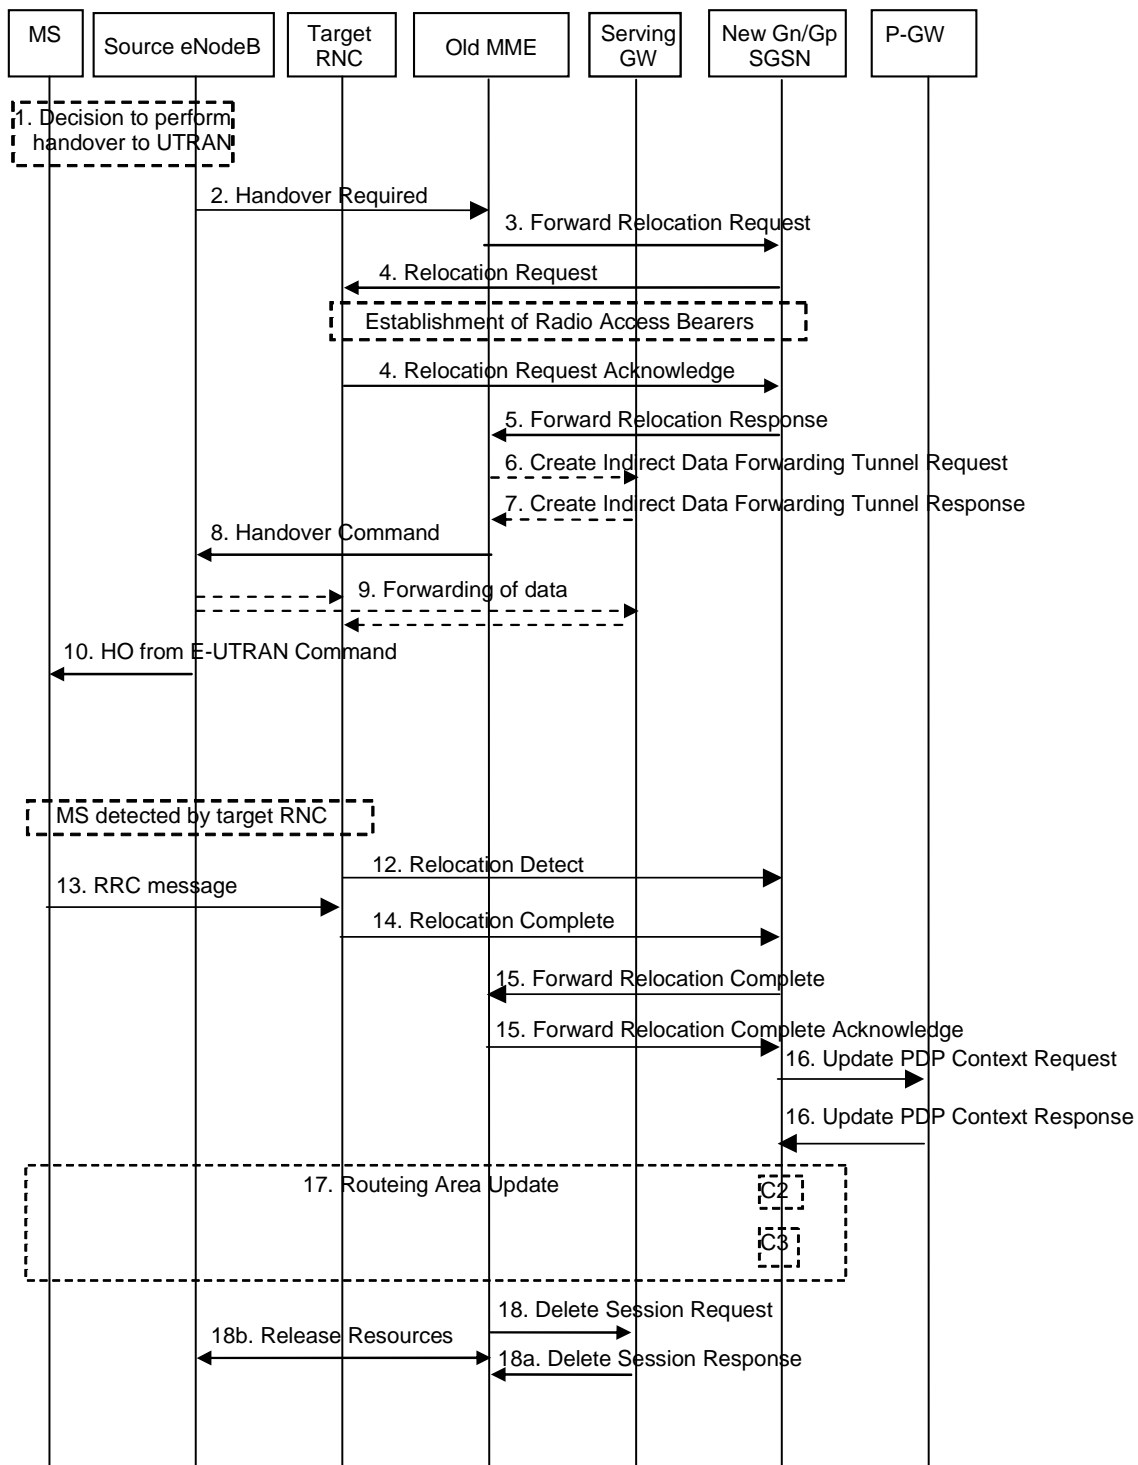 MS
Source eNodeB
Target
RNC
Old MME
Serving
GW
New Gn/Gp
SGSN
P-GW
1. Decision to perform
handover to UTRAN
2. Handover Required
3. Forward Relocation Request
4. Relocation Request
Establishment of Radio Access Bearers
4. Relocation Request Acknowledge
5. Forward Relocation Response
6. Create Indirect Data Forwarding Tunnel Request
7. Create Indirect Data Forwarding Tunnel Response
8. Handover Command
9. Forwarding of data
10. HO from E-UTRAN Command
MS detected by target RNC
12. Relocation Detect
13. RRC message
14. Relocation Complete
15. Forward Relocation Complete
15. Forward Relocation Complete Acknowledge
16. Update PDP Context Request
16. Update PDP Context Response
17. Routeing Area Update
C2
C3
18. Delete Session Request
18b. Release Resources
18a. Delete Session Response